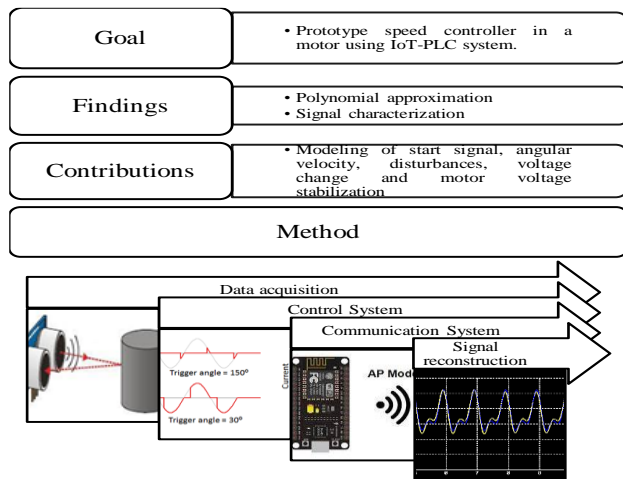 Goal
• Prototype speed controller in a
motor using IoT-PLC system.
Findings
• Polynomial approximation
• Signal characterization
Contributions
• Modeling of start signal, angular
velocity, disturbances, voltage
change and motor voltage
stabilization
Method
Data acquisition
Control System
Communication System
Signal
reconstruction
Trigger angle = 150°
Trigger angle = 30°
Current
AP Mode